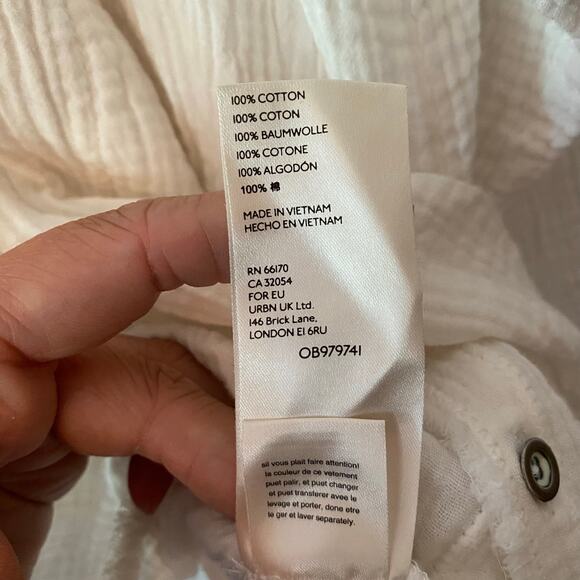 100% COTTON
100% COTON
100% BAUMWOLLE
100% COTONE
100% ALGODÓN
100% 棉
MADE IN VIETNAM
HECHO EN VIETNAM
RN 66170
CA 32054
FOR EU
URBN UK Ltd.
146 Brick Lane,
LONDON E1 6RU
OB979741
sil vous plait faire attention!
la couleur de ce vetement
puet palir, et puet changer
et puet transferer avec le
levage et porter, done etre
le ger et laver separately.